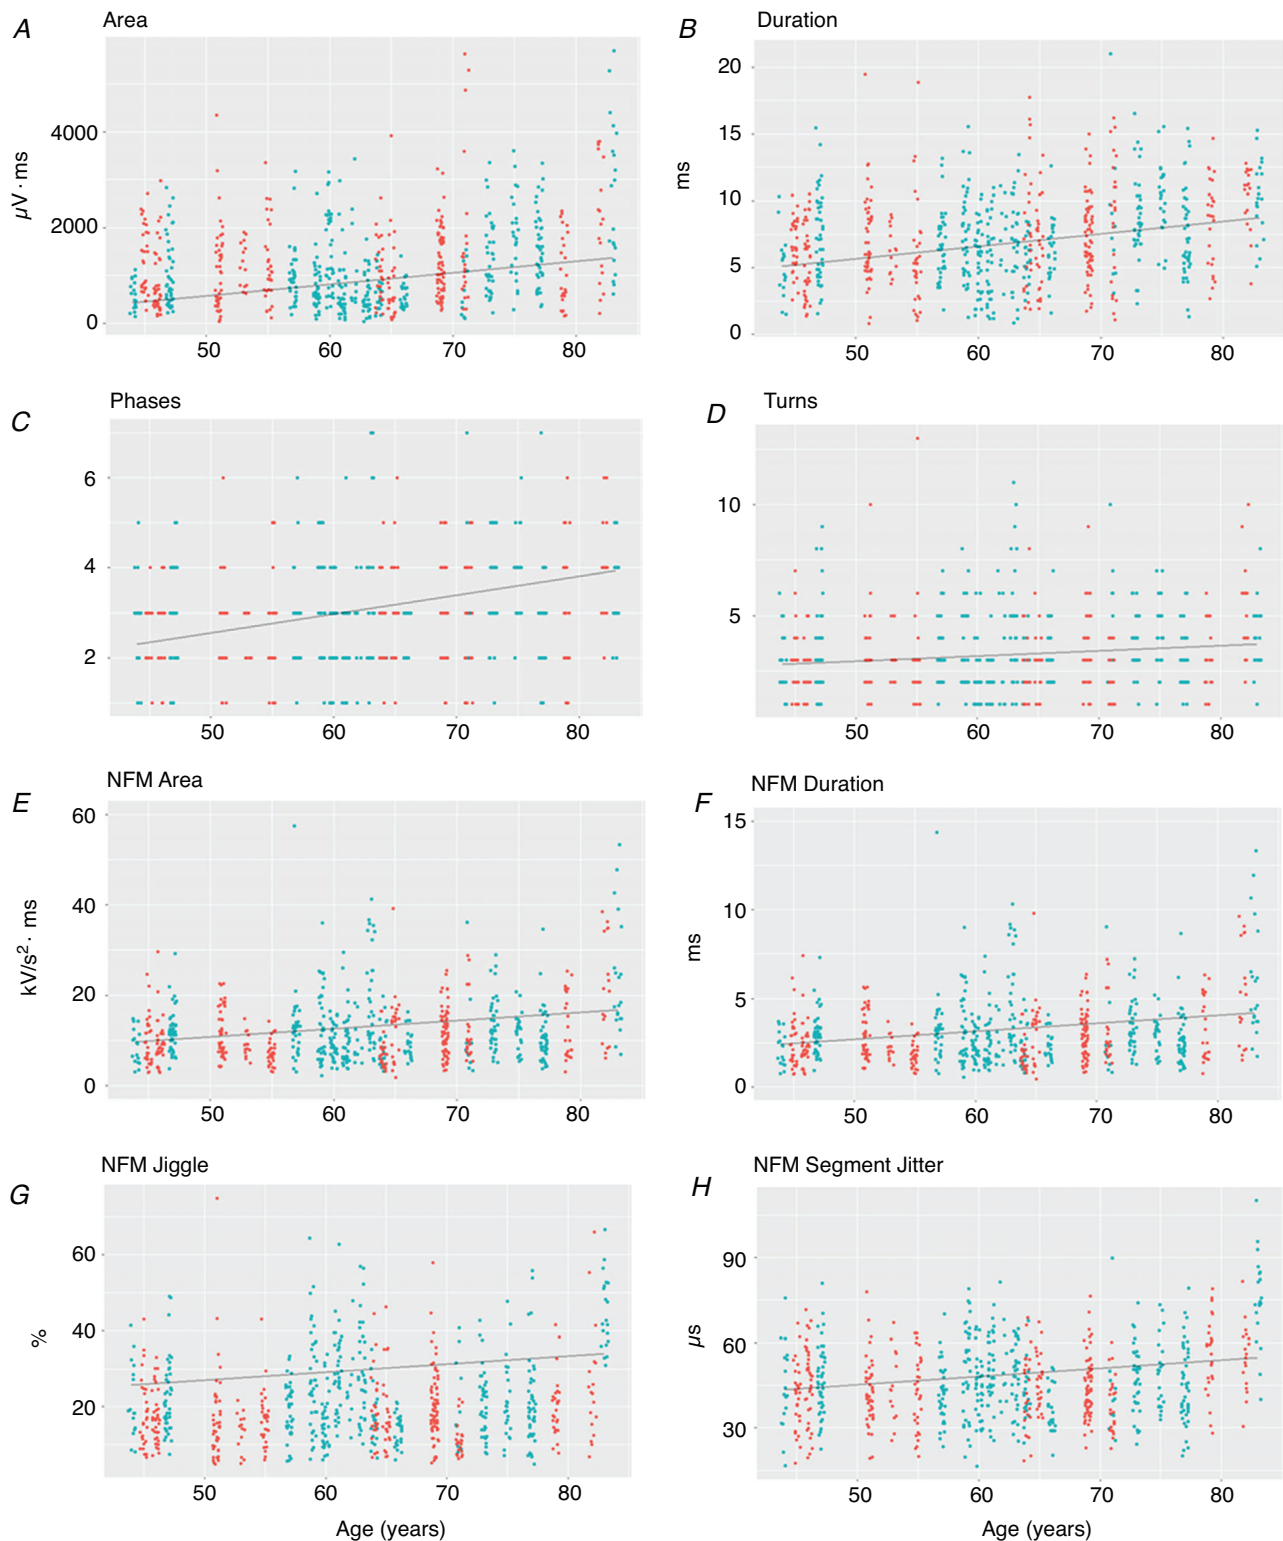 A Area
B Duration
μV·ms
4000
2000
0
50 60 70 80
ms
20
15
10
5
0
50 60 70 80
C Phases
D Turns
6
4
2
50 60 70 80
10
5
50 60 70 80
E NFM Area
F NFM Duration
kV/s²· ms
60
40
20
0
50 60 70 80
ms
15
10
5
0
50 60 70 80
G NFM Jiggle
H NFM Segment Jitter
%
60
40
20
50 60 70 80
Age (years)
μs
90
60
30
50 60 70 80
Age (years)